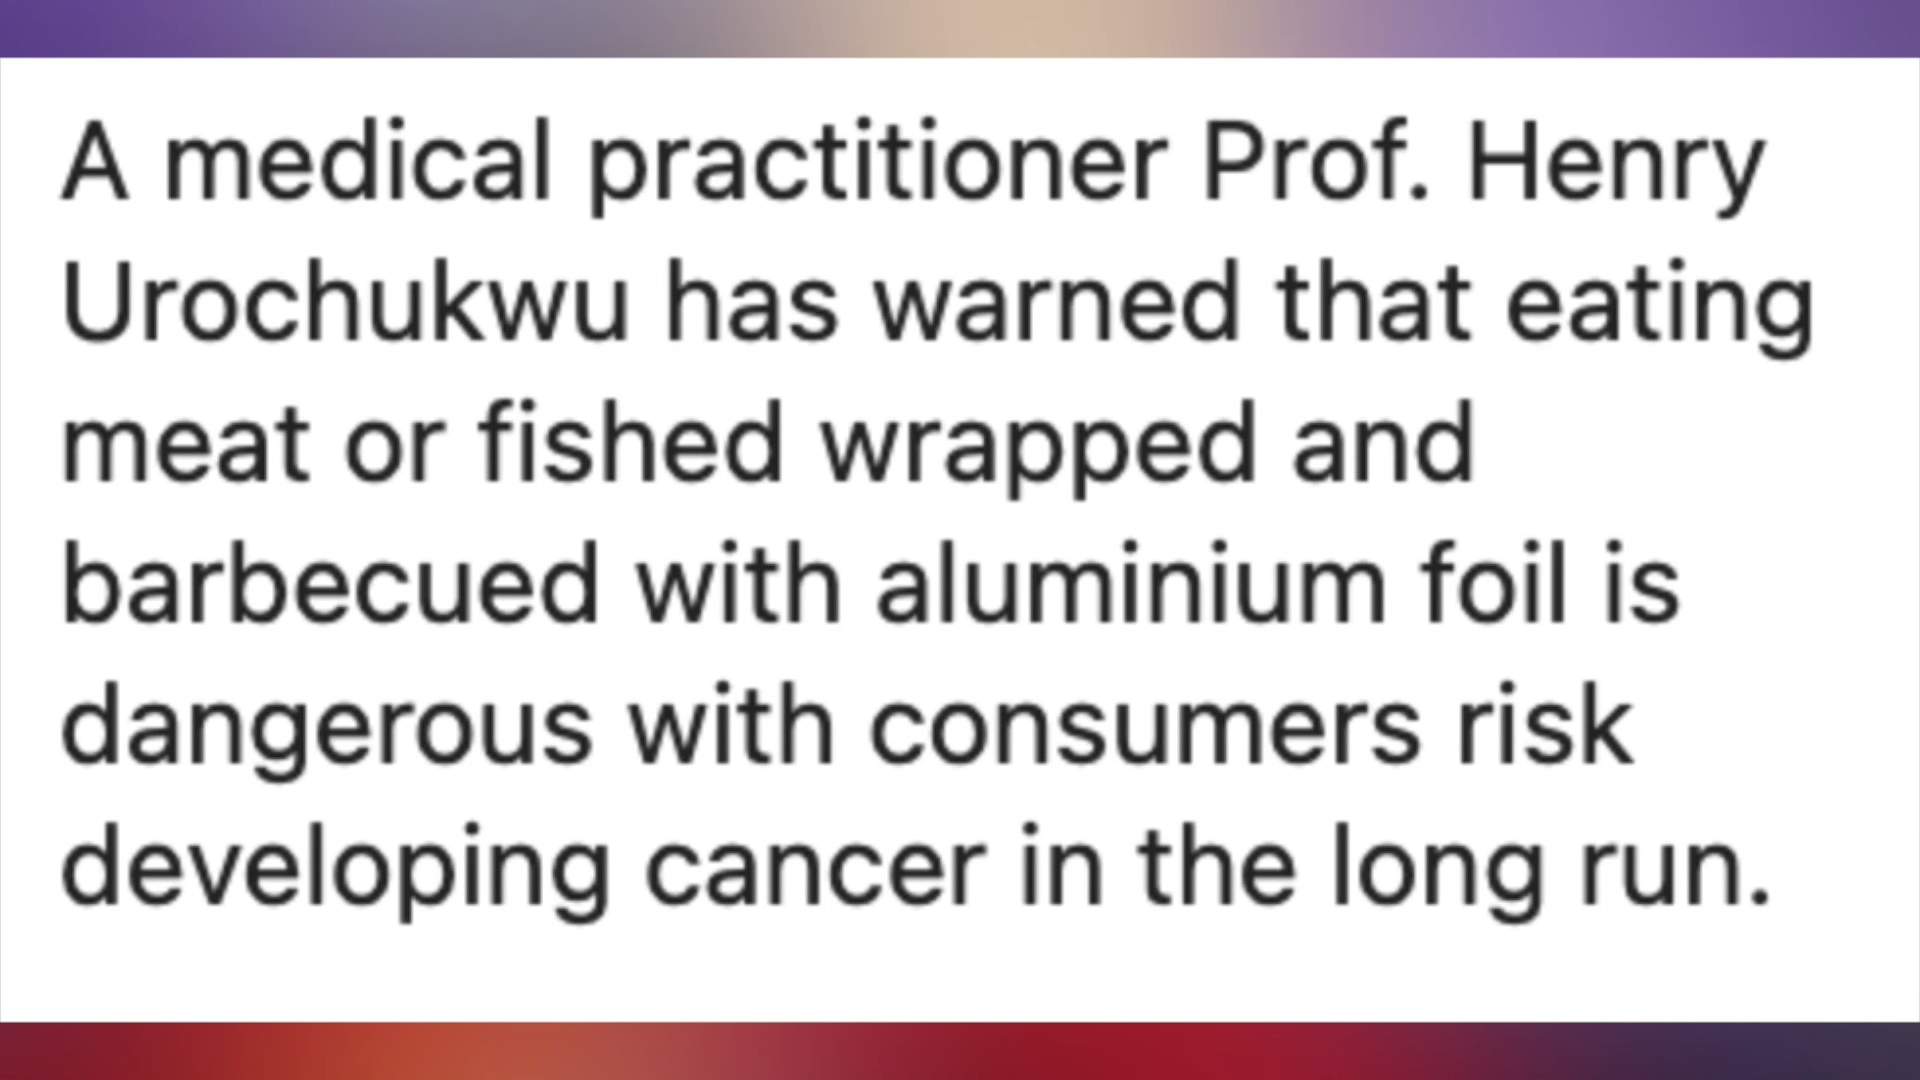 A medical practitioner Prof. Henry
Urochukwu has warned that eating
meat or fished wrapped and
barbecued with aluminium foil is
dangerous with consumers risk
developing cancer in the long run.